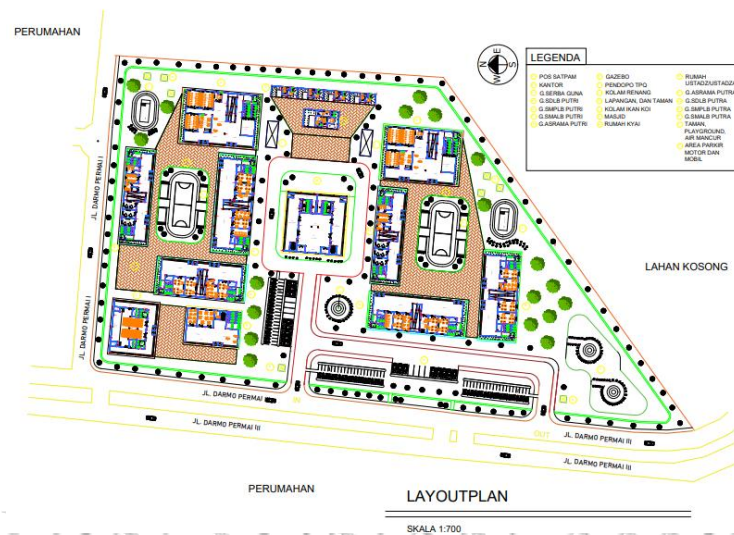 PERUMAHAN
N
E
W
S
LEGENDA
POS SATPAM
KANTOR
G.SERBA GUNA
G.SDLB PUTRI
G.SMPLB PUTRI
G.SMALB PUTRI
G.ASRAMA PUTRI
GAZEBO
PENDOPO TPQ
KOLAM RENANG
LAPANGAN, DAN TAMAN
KOLAM IKAN KOI
MASJID
RUMAH KYAI
RUMAH
USTADZ/USTADZA
G.ASRAMA PUTRA
G.SDLB PUTRA
G.SMPLB PUTRA
G.SMALB PUTRA
TAMAN,
PLAYGROUND,
AIR MANCUR
AREA PARKIR
MOTOR DAN
MOBIL
JL. DARMO PERMAI I
LAHAN KOSONG
JL. DARMO PERMAI I
JL. DARMO PERMAI
IN
JL. DARMO PERMAI III
OUT
JL. DARMO PERMAI III
JL. DARMO PERMAI III
PERUMAHAN
LAYOUTPLAN
SKALA 1:700